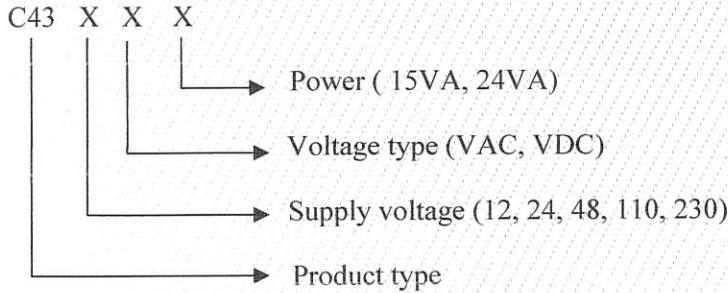 C43 X X X
Power ( 15VA, 24VA)
Voltage type (VAC, VDC)
Supply voltage (12, 24, 48, 110, 230)
Product type